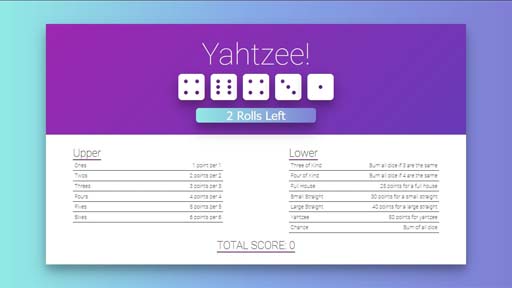 Yahtzee!
2 Rolls Left
Upper
Ones 1 point per 1
Twos 2 points per 2
Threes 3 points per 3
Fours 4 points per 4
Fives 5 points per 5
Sixes 6 points per 6
Lower
Three of Kind Sum all dice if 3 are the same
Four of Kind Sum all dice if 4 are the same
Full House 25 points for a full house
Small Straight 30 points for a small straight
Large Straight 40 points for a large straight
Yahtzee 50 points for yahtzee
Chance Sum of all dice
TOTAL SCORE: 0